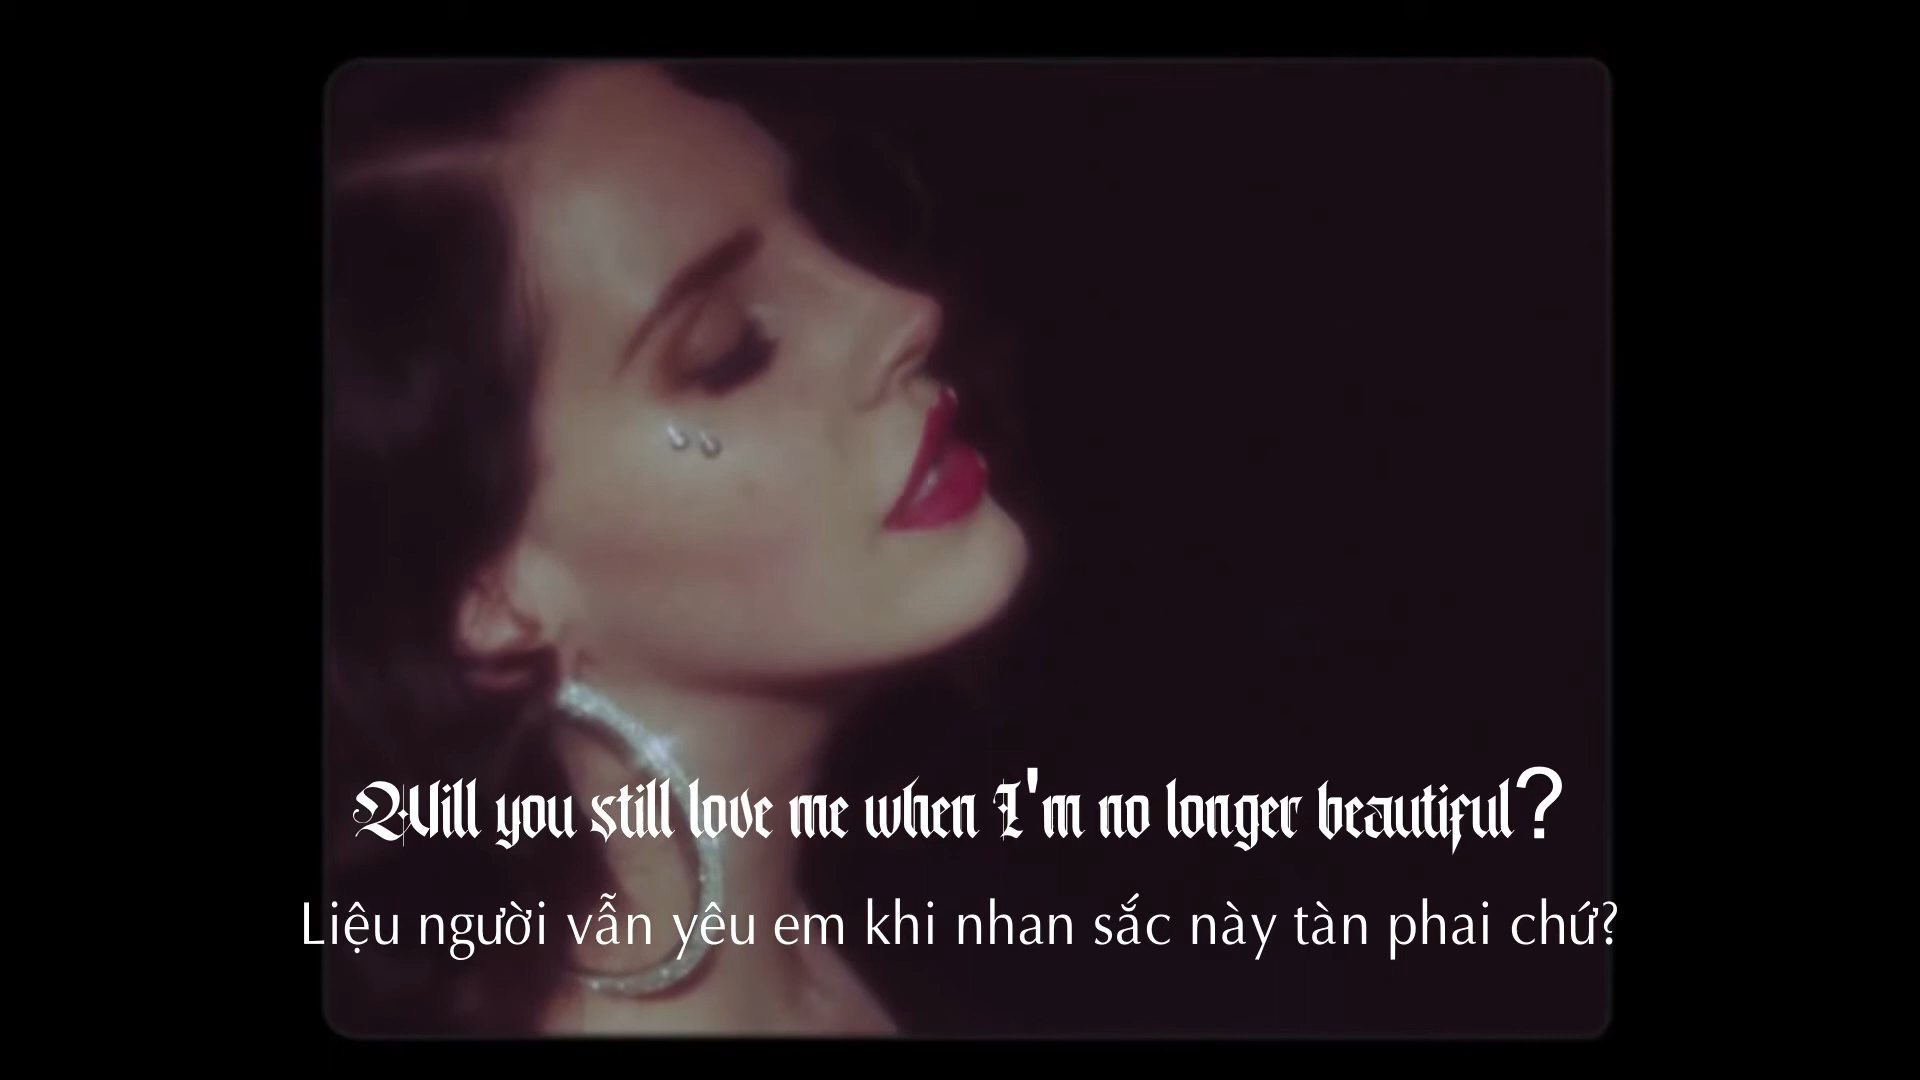 Will you still love me when I'm no longer beautiful?
Liệu người vẫn yêu em khi nhan sắc này tàn phai chứ?